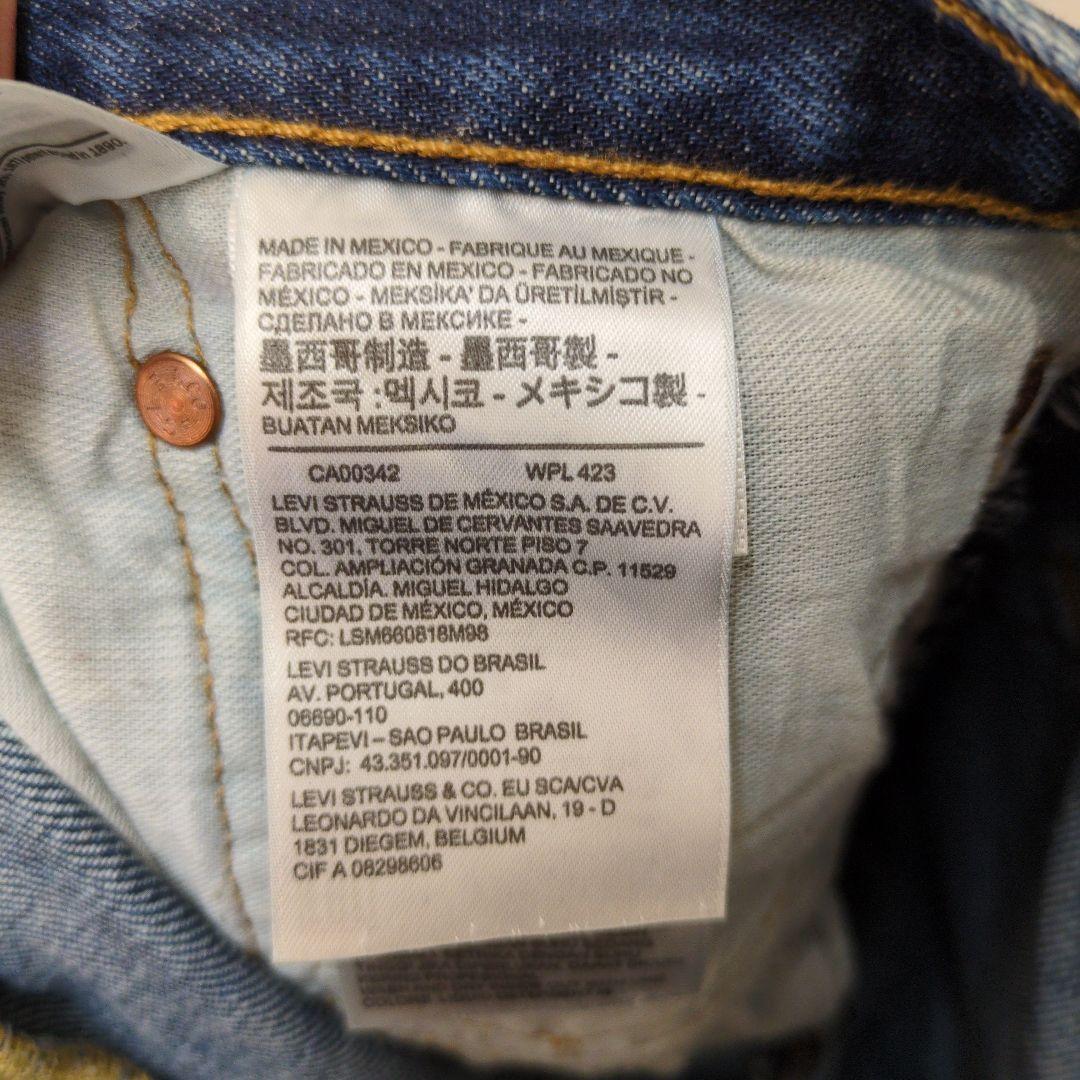 MADE IN MEXICO - FABRIQUE AU MEXIQUE -
FABRICADO EN MEXICO - FABRICADO NO
MÉXICO - MEKSİKA' DA ÜRETİLMİŞTİR -
СДЕЛАНО В МЕКСИКЕ -
墨西哥制造 - 墨西哥製 -
제조국 :멕시코 - メキシコ製 -
BUATAN MEKSIKO
CA00342 WPL 423
LEVI STRAUSS DE MÉXICO S.A. DE C.V.
BLVD. MIGUEL DE CERVANTES SAAVEDRA
NO. 301, TORRE NORTE PISO 7
COL. AMPLIACIÓN GRANADA C.P. 11529
ALCALDÍA. MIGUEL HIDALGO
CIUDAD DE MÉXICO, MÉXICO
RFC: LSM660818M98
LEVI STRAUSS DO BRASIL
AV. PORTUGAL, 400
06690-110
ITAPEVI – SAO PAULO BRASIL
CNPJ: 43.351.097/0001-90
LEVI STRAUSS & CO. EU SCA/CVA
LEONARDO DA VINCILAAN, 19 - D
1831 DIEGEM, BELGIUM
CIF A 08298606